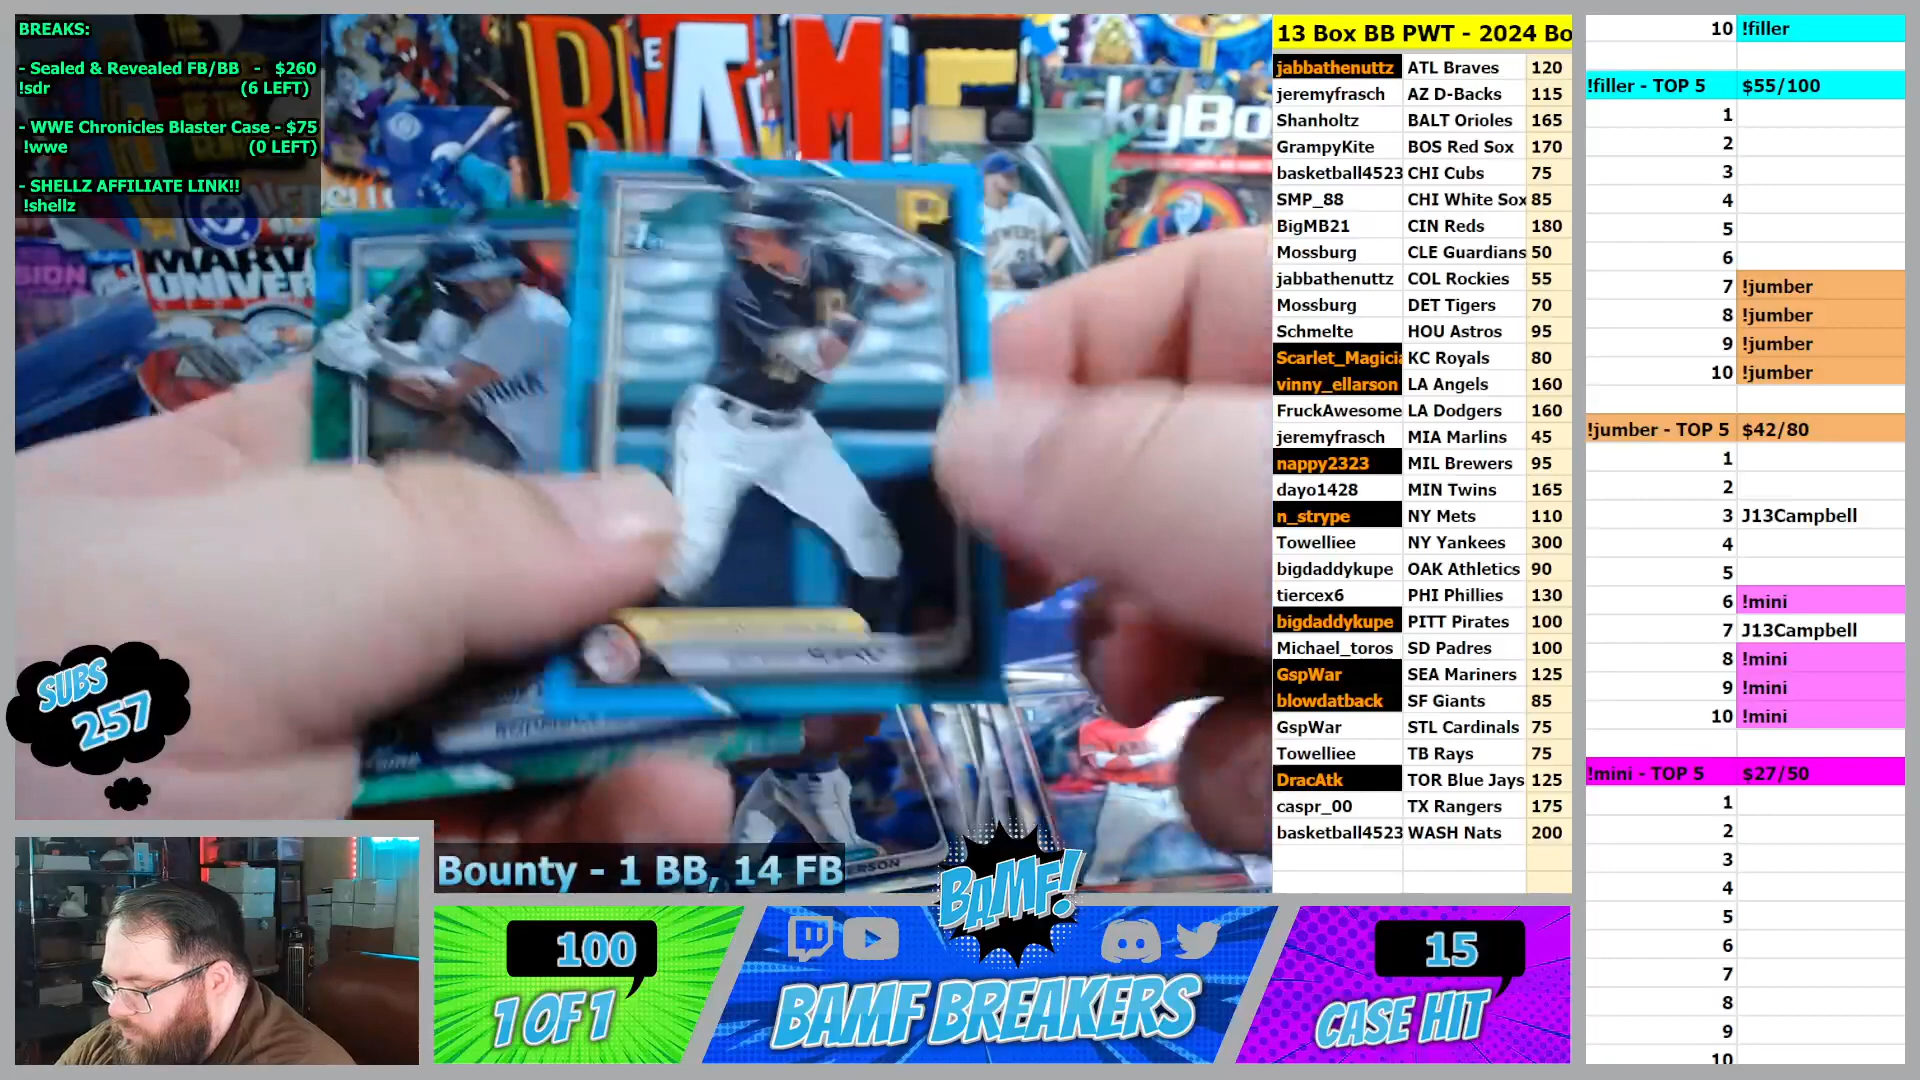 BREAKS:
- Sealed & Revealed FB/BB - $260
!sdr (6 LEFT)
- WWE Chronicles Blaster Case - $75
!wwe (0 LEFT)
- SHELLZ AFFILIATE LINK!!
!shellz
BAMF
kyBo
MARV
UNIVER
SION
SUBS
257
Bounty - 1 BB, 14 FB
100
1 OF 1
BAMF!
BAMF BREAKERS
15
CASE HIT
13 Box BB PWT - 2024 Bo
jabbathenuttz ATL Braves 120
jeremyfrasch AZ D-Backs 115
Shanholtz BALT Orioles 165
GrampyKite BOS Red Sox 170
basketball4523 CHI Cubs 75
SMP_88 CHI White Sox 85
BigMB21 CIN Reds 180
Mossburg CLE Guardians 50
jabbathenuttz COL Rockies 55
Mossburg DET Tigers 70
Schmelte HOU Astros 95
Scarlet_Magicia KC Royals 80
vinny_ellarson LA Angels 160
FruckAwesome LA Dodgers 160
jeremyfrasch MIA Marlins 45
nappy2323 MIL Brewers 95
dayo1428 MIN Twins 165
n_strype NY Mets 110
Towelliee NY Yankees 300
bigdaddykupe OAK Athletics 90
tiercex6 PHI Phillies 130
bigdaddykupe PITT Pirates 100
Michael_toros SD Padres 100
GspWar SEA Mariners 125
blowdatback SF Giants 85
GspWar STL Cardinals 75
Towelliee TB Rays 75
DracAtk TOR Blue Jays 125
caspr_00 TX Rangers 175
basketball4523 WASH Nats 200
10 !filler
!filler - TOP 5 $55/100
1
2
3
4
5
6
7 !jumber
8 !jumber
9 !jumber
10 !jumber
!jumber - TOP 5 $42/80
1
2
3 J13Campbell
4
5
6 !mini
7 J13Campbell
8 !mini
9 !mini
10 !mini
!mini - TOP 5 $27/50
1
2
3
4
5
6
7
8
9
10